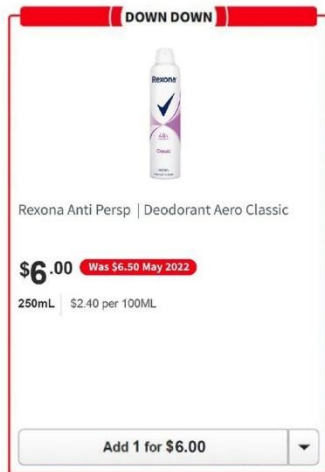 DOWN DOWN
Rexona
Classic
Rexona Anti Persp | Deodorant Aero Classic
$6.00 Was $6.50 May 2022
250mL | $2.40 per 100ML
Add 1 for $6.00